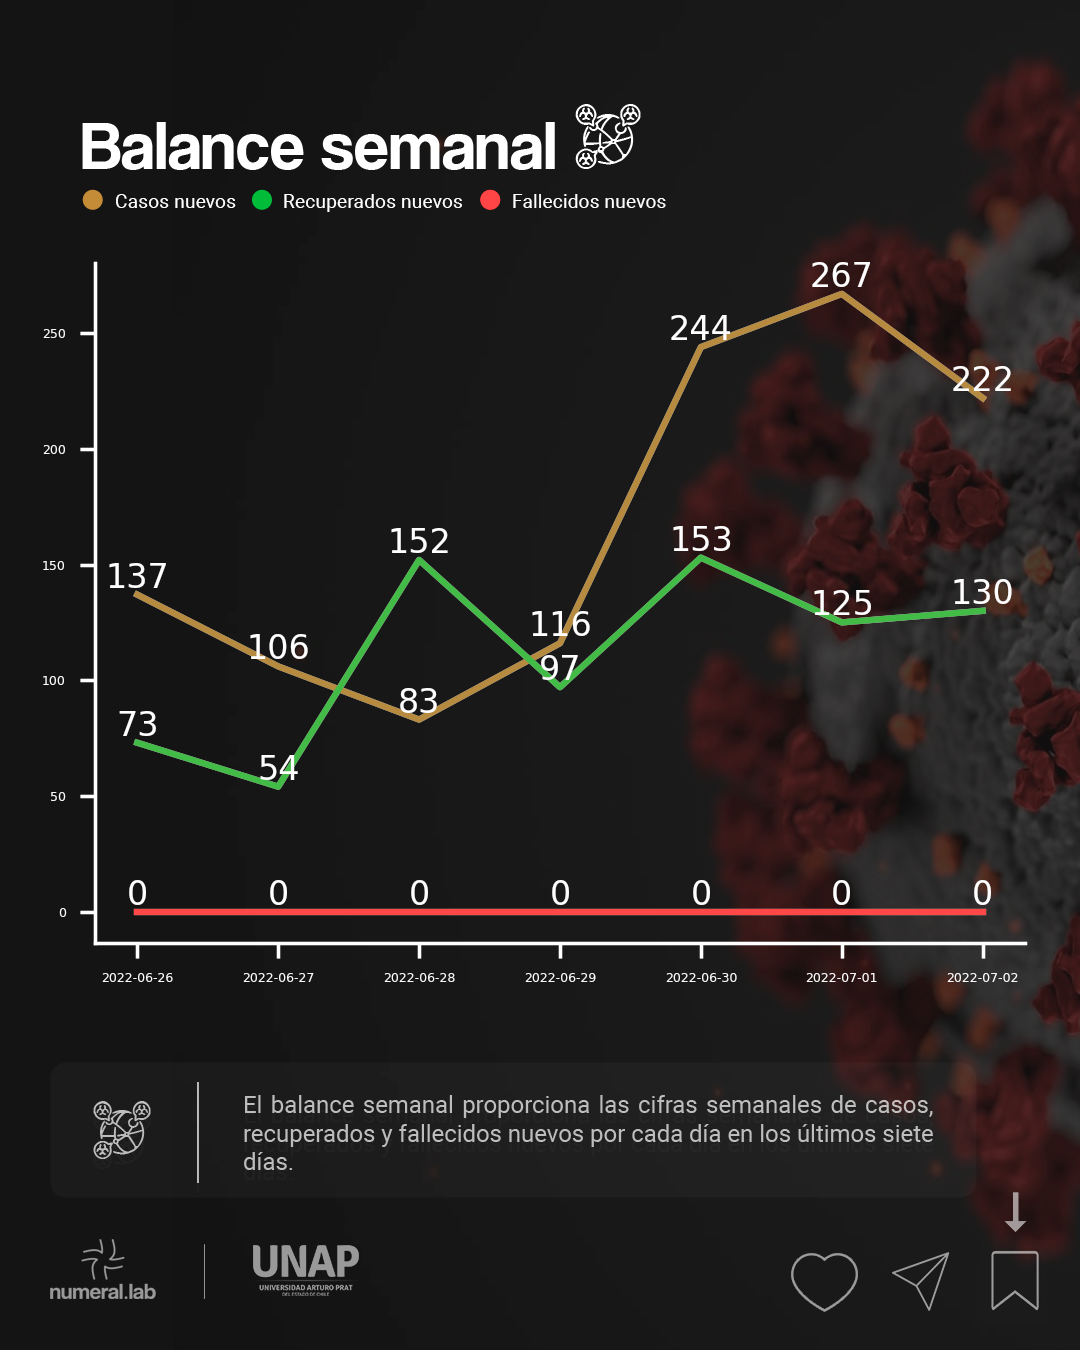 Balance semanal
Casos nuevos Recuperados nuevos Fallecidos nuevos
267
244
250
222
200
152
153
150
137
130
125
116
106
97
100
83
73
54
50
0 0 0 0 0 0 0
0
2022-06-26 2022-06-27 2022-06-28 2022-06-29 2022-06-30 2022-07-01 2022-07-02
El balance semanal proporciona las cifras semanales de casos,
recuperados y fallecidos nuevos por cada día en los últimos siete
días.
numeral.lab
UNAP
UNIVERSIDAD ARTURO PRAT
DEL ESTADO DE CHILE